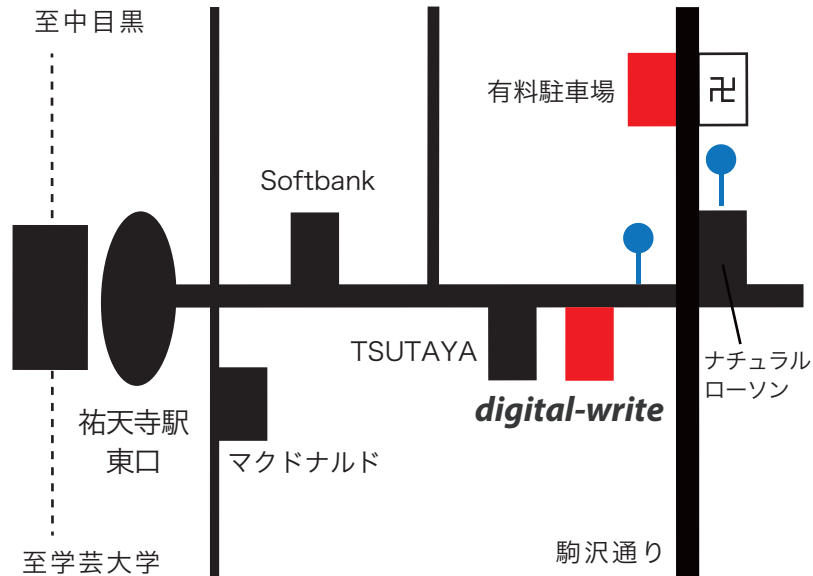 至中目黒
有料駐車場
卍
Softbank
TSUTAYA
digital-write
ナチュラル
ローソン
祐天寺駅
東口
マクドナルド
駒沢通り
至学芸大学